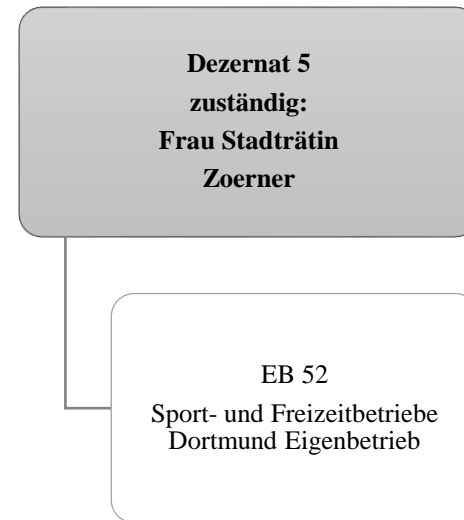 Dezernat 5
zuständig:
Frau Stadträtin
Zoerner
EB 52
Sport- und Freizeitbetriebe
Dortmund Eigenbetrieb